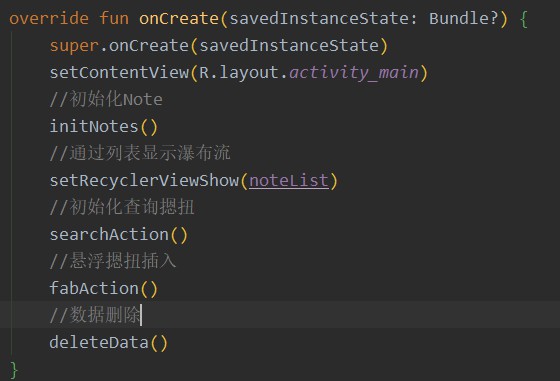 override fun onCreate(savedInstanceState: Bundle?) {
super.onCreate(savedInstanceState)
setContentView(R.layout.activity_main)
//初始化Note
initNotes()
//通过列表显示瀑布流
setRecyclerViewShow(noteList)
//初始化查询摁扭
searchAction()
//悬浮摁扭插入
fabAction()
//数据删除
deleteData()
}